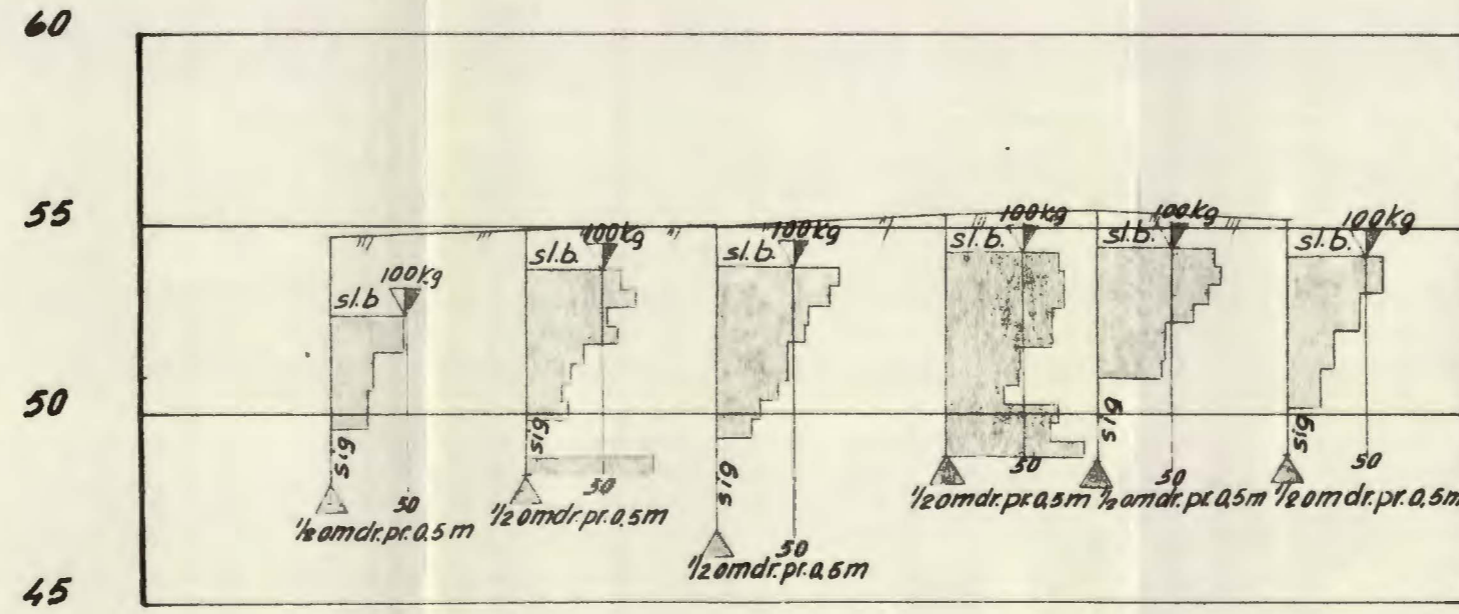 60
55
50
45
sl.b
100kg
sig
50
1/2 omdr.pr.0.5m
sl.b.
100kg
sig
50
1/2 omdr.pr.0,5m
sl.b.
100kg
sig
50
1/2 omdr.pr.0,5m
sl.b.
100kg
50
1/2 omdr.pr.0,5m
sl.b.
100kg
sig
50
1/2 omdr.pr.0,5m
sl.b.
100kg
sig
50
1/2 omdr.pr.0,5m